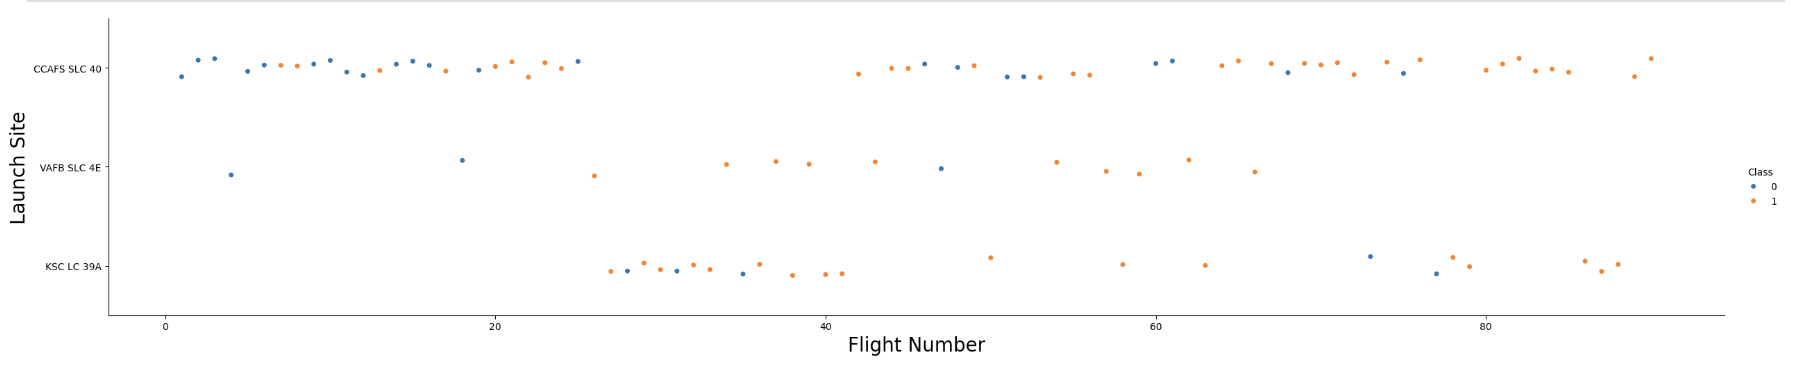 Launch Site
CCAFS SLC 40
VAFB SLC 4E
KSC LC 39A
0 20 40 60 80
Flight Number
Class
0
1